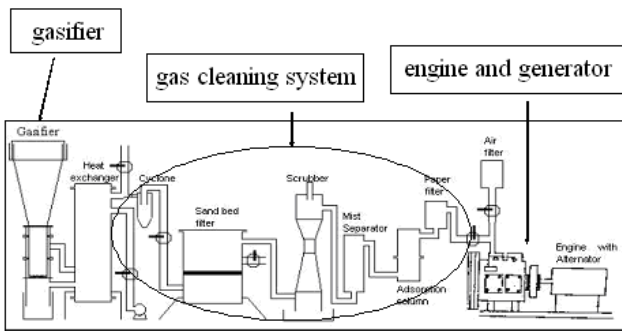 gasifier
gas cleaning system
engine and generator
Gasifier
Heat
exchanger
Cyclone
Sand bed
filter
Scrubber
Mist
Separator
Paper
filter
Adsorption
column
Air
filter
Engine with
Alternator